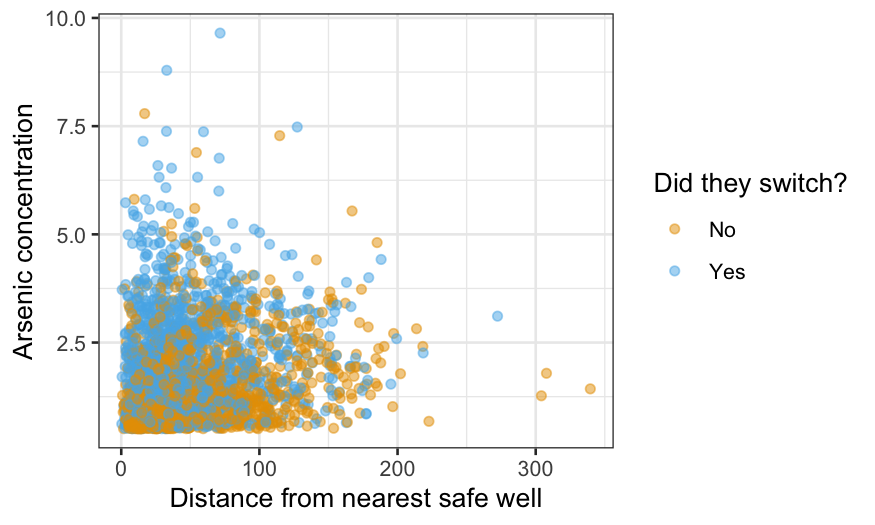 10.0
7.5
5.0
2.5
Arsenic concentration
0 100 200 300
Distance from nearest safe well
Did they switch?
No
Yes